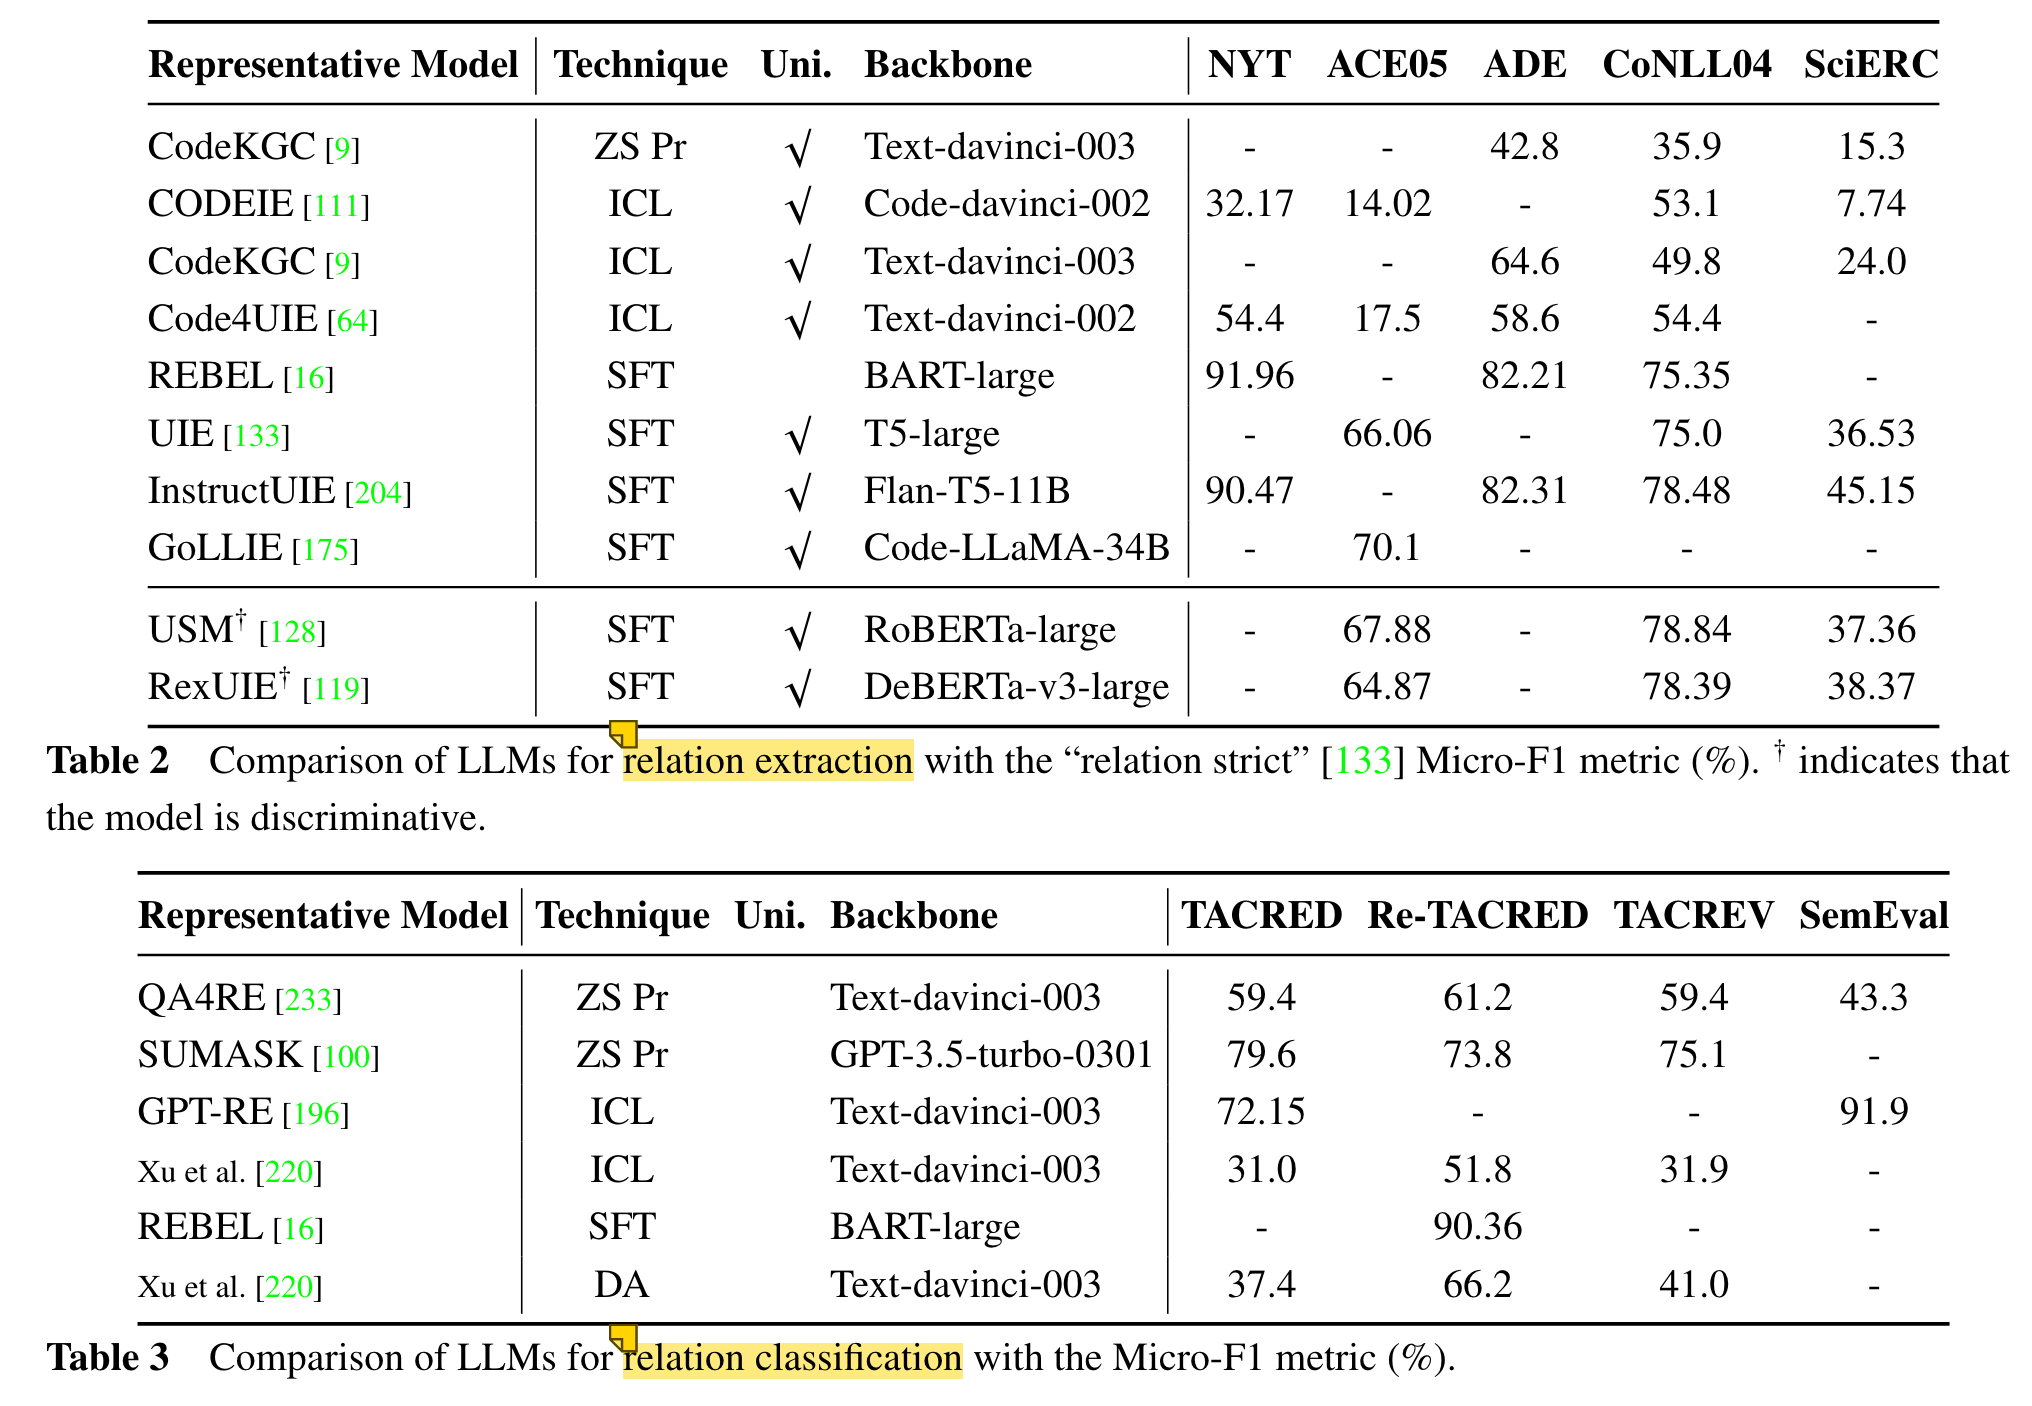 Representative Model Technique Uni. Backbone NYT ACE05 ADE CoNLL04 SciERC
CodeKGC [9] ZS Pr √ Text-davinci-003 - - 42.8 35.9 15.3
CODEIE [111] ICL √ Code-davinci-002 32.17 14.02 - 53.1 7.74
CodeKGC [9] ICL √ Text-davinci-003 - - 64.6 49.8 24.0
Code4UIE [64] ICL √ Text-davinci-002 54.4 17.5 58.6 54.4 -
REBEL [16] SFT BART-large 91.96 - 82.21 75.35 -
UIE [133] SFT √ T5-large - 66.06 - 75.0 36.53
InstructUIE [204] SFT √ Flan-T5-11B 90.47 - 82.31 78.48 45.15
GoLLIE [175] SFT √ Code-LLaMA-34B - 70.1 - - -
USM† [128] SFT √ RoBERTa-large - 67.88 - 78.84 37.36
RexUIE† [119] SFT √ DeBERTa-v3-large - 64.87 - 78.39 38.37
Table 2 Comparison of LLMs for relation extraction with the “relation strict” [133] Micro-F1 metric (%). † indicates that
the model is discriminative.
Representative Model Technique Uni. Backbone TACRED Re-TACRED TACREV SemEval
QA4RE [233] ZS Pr Text-davinci-003 59.4 61.2 59.4 43.3
SUMASK [100] ZS Pr GPT-3.5-turbo-0301 79.6 73.8 75.1 -
GPT-RE [196] ICL Text-davinci-003 72.15 - - 91.9
Xu et al. [220] ICL Text-davinci-003 31.0 51.8 31.9 -
REBEL [16] SFT BART-large - 90.36 - -
Xu et al. [220] DA Text-davinci-003 37.4 66.2 41.0 -
Table 3 Comparison of LLMs for relation classification with the Micro-F1 metric (%).